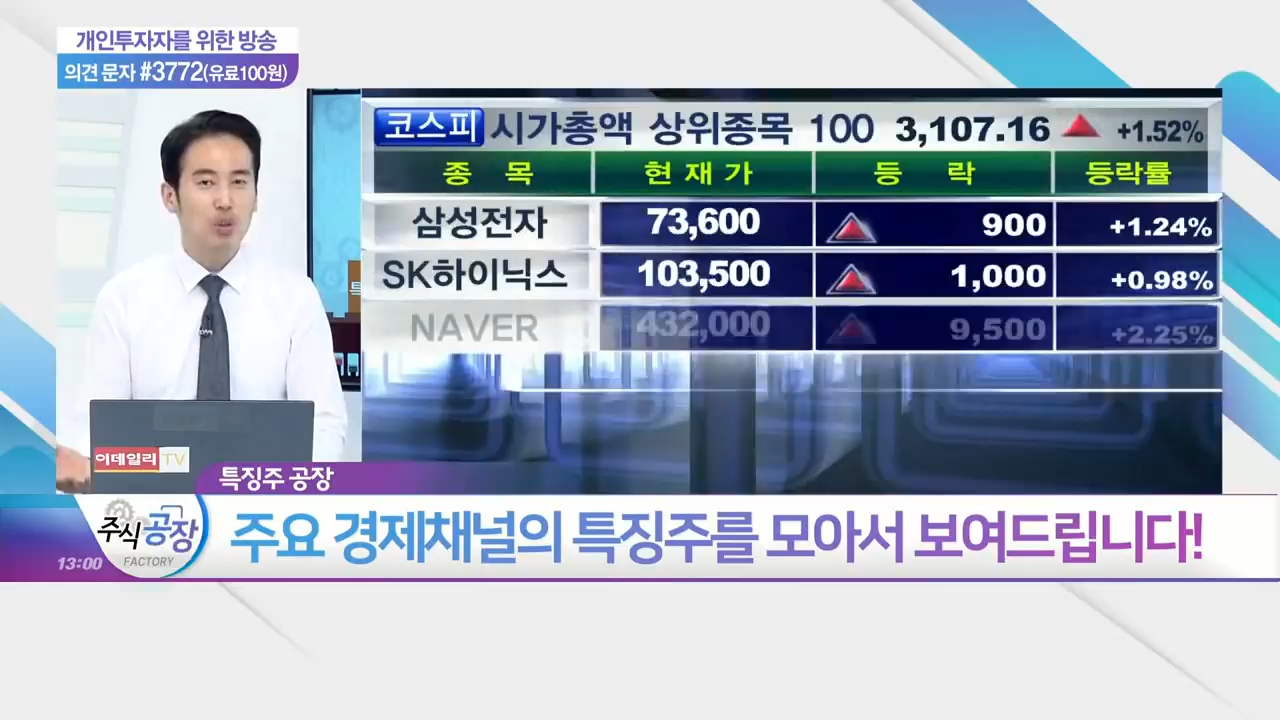 개인투자자를 위한 방송
의견 문자 #3772(유료100원)
코스피 시가총액 상위종목 100 3,107.16 ▲ +1.52%
종 목 현재가 등 락 등락률
삼성전자 73,600 ▲ 900 +1.24%
SK하이닉스 103,500 ▲ 1,000 +0.98%
NAVER 432,000 ▲ 9,500 +2.25%
특
이데일리 TV
특징주 공장
주식공장
FACTORY
13:00
주요 경제채널의 특징주를 모아서 보여드립니다!